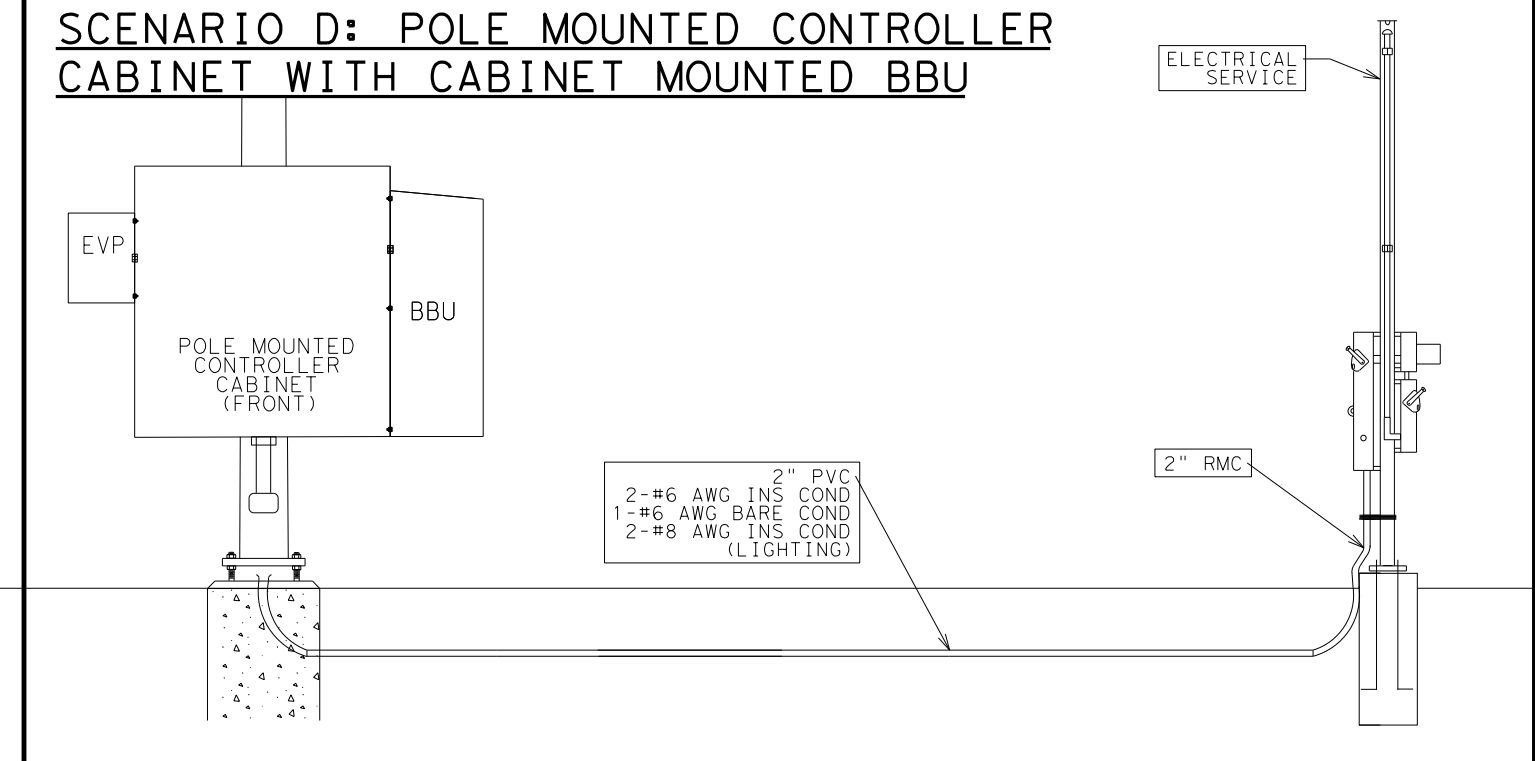 SCENARIO D: POLE MOUNTED CONTROLLER
CABINET WITH CABINET MOUNTED BBU
ELECTRICAL
SERVICE
EVP
BBU
POLE MOUNTED
CONTROLLER
CABINET
(FRONT)
2" PVC
2-#6 AWG INS COND
1-#6 AWG BARE COND
2-#8 AWG INS COND
(LIGHTING)
2" RMC